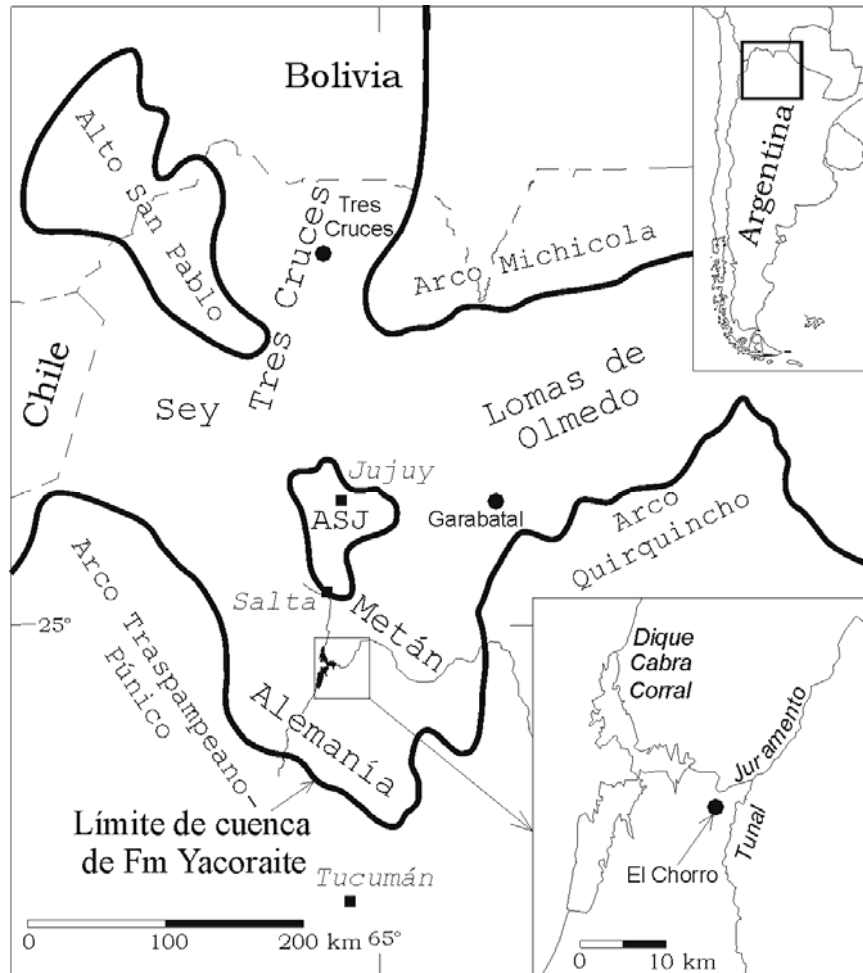 Bolivia
Alto San Pablo
Tres Cruces
Tres
Cruces
Arco Michicola
Argentina
Chile
Sey
Lomas de
Olmedo
Jujuy
ASJ
Garabatal
Arco
Quirquincho
Salta
Metán
25°
Arco Traspampeano-
Púnico
Alemanía
Límite de cuenca
de Fm Yacoraite
Tucumán
0 100 200 km
65°
Dique
Cabra
Corral
Juramento
Tunal
El Chorro
0 10 km